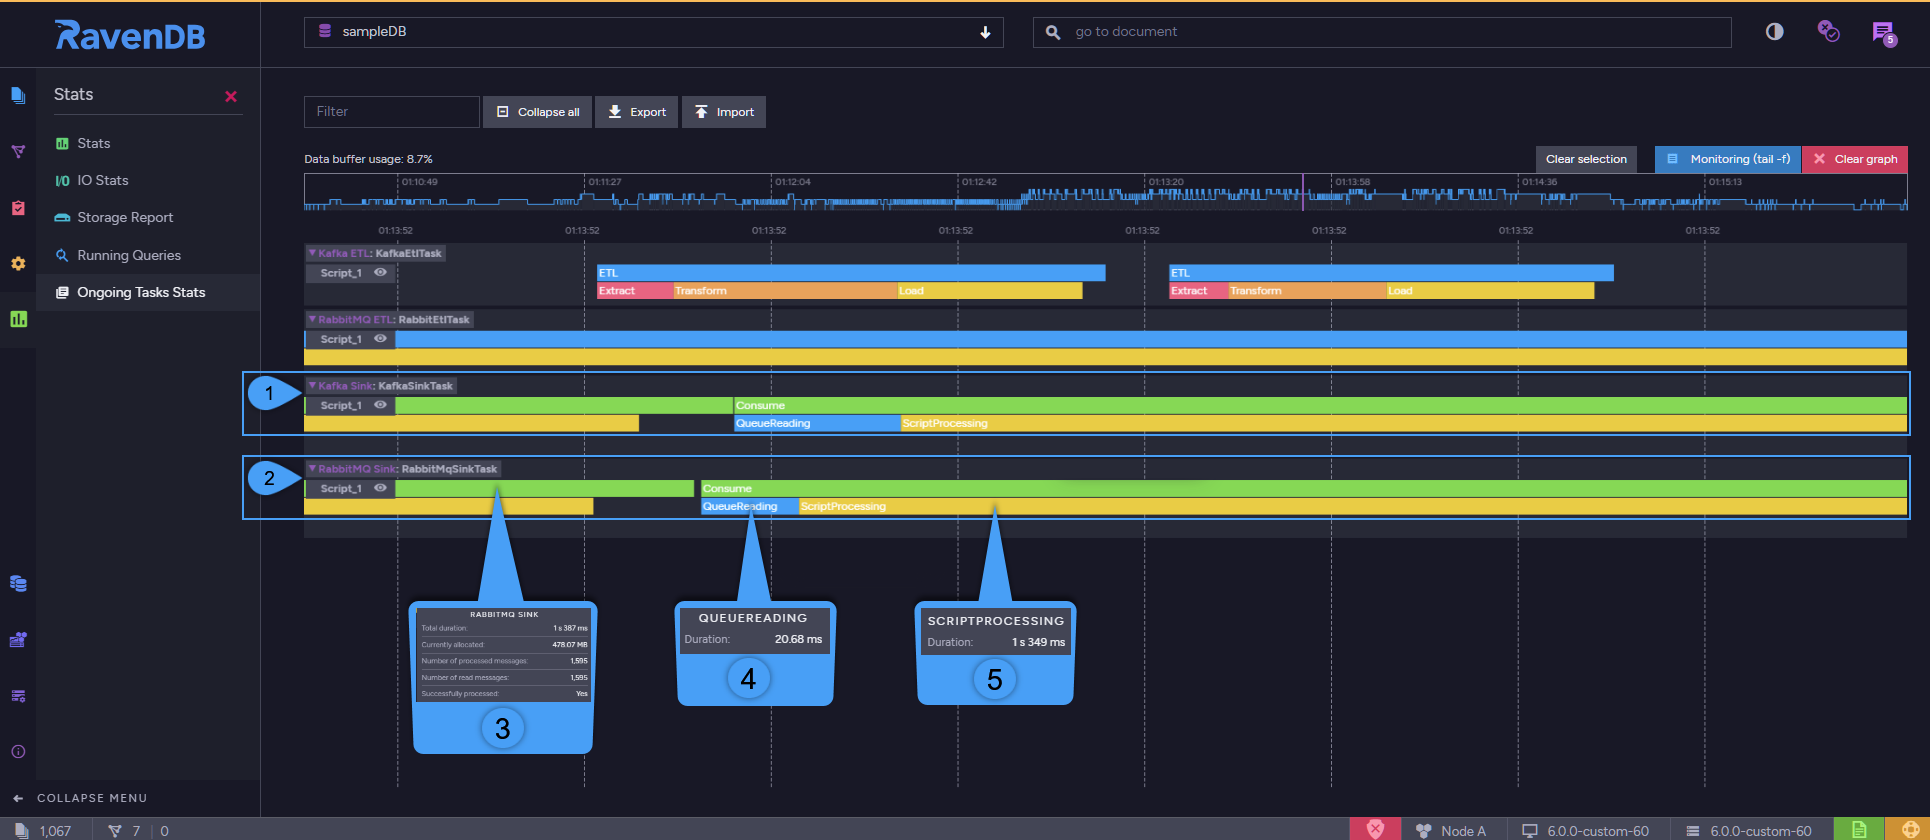 RavenDB
sampleDB
go to document
5
Stats
Stats
I/O IO Stats
Storage Report
Running Queries
Ongoing Tasks Stats
Filter
Collapse all
Export
Import
Data buffer usage: 8.7%
Clear selection
Monitoring (tail -f)
Clear graph
01:10:49 01:11:27 01:12:04 01:12:42 01:13:20 01:13:58 01:14:36 01:15:13
01:13:52 01:13:52 01:13:52 01:13:52 01:13:52 01:13:52 01:13:52 01:13:52
Kafka ETL: KafkaEtlTask
Script_1 ETL ETL
Extract Transform Load Extract Transform Load
RabbitMQ ETL: RabbitEtlTask
Script_1
1
Kafka Sink: KafkaSinkTask
Script_1 Consume
QueueReading ScriptProcessing
2
RabbitMQ Sink: RabbitMqSinkTask
Script_1 Consume
QueueReading ScriptProcessing
RABBITMQ SINK
Total duration: 1 s 387 ms
Currently allocated: 478.07 MB
Number of processed messages: 1,595
Number of read messages: 1,595
Successfully processed: Yes
3
QUEUEREADING
Duration: 20.68 ms
4
SCRIPTPROCESSING
Duration: 1 s 349 ms
5
COLLAPSE MENU
1,067
7
0
Node A
6.0.0-custom-60
6.0.0-custom-60